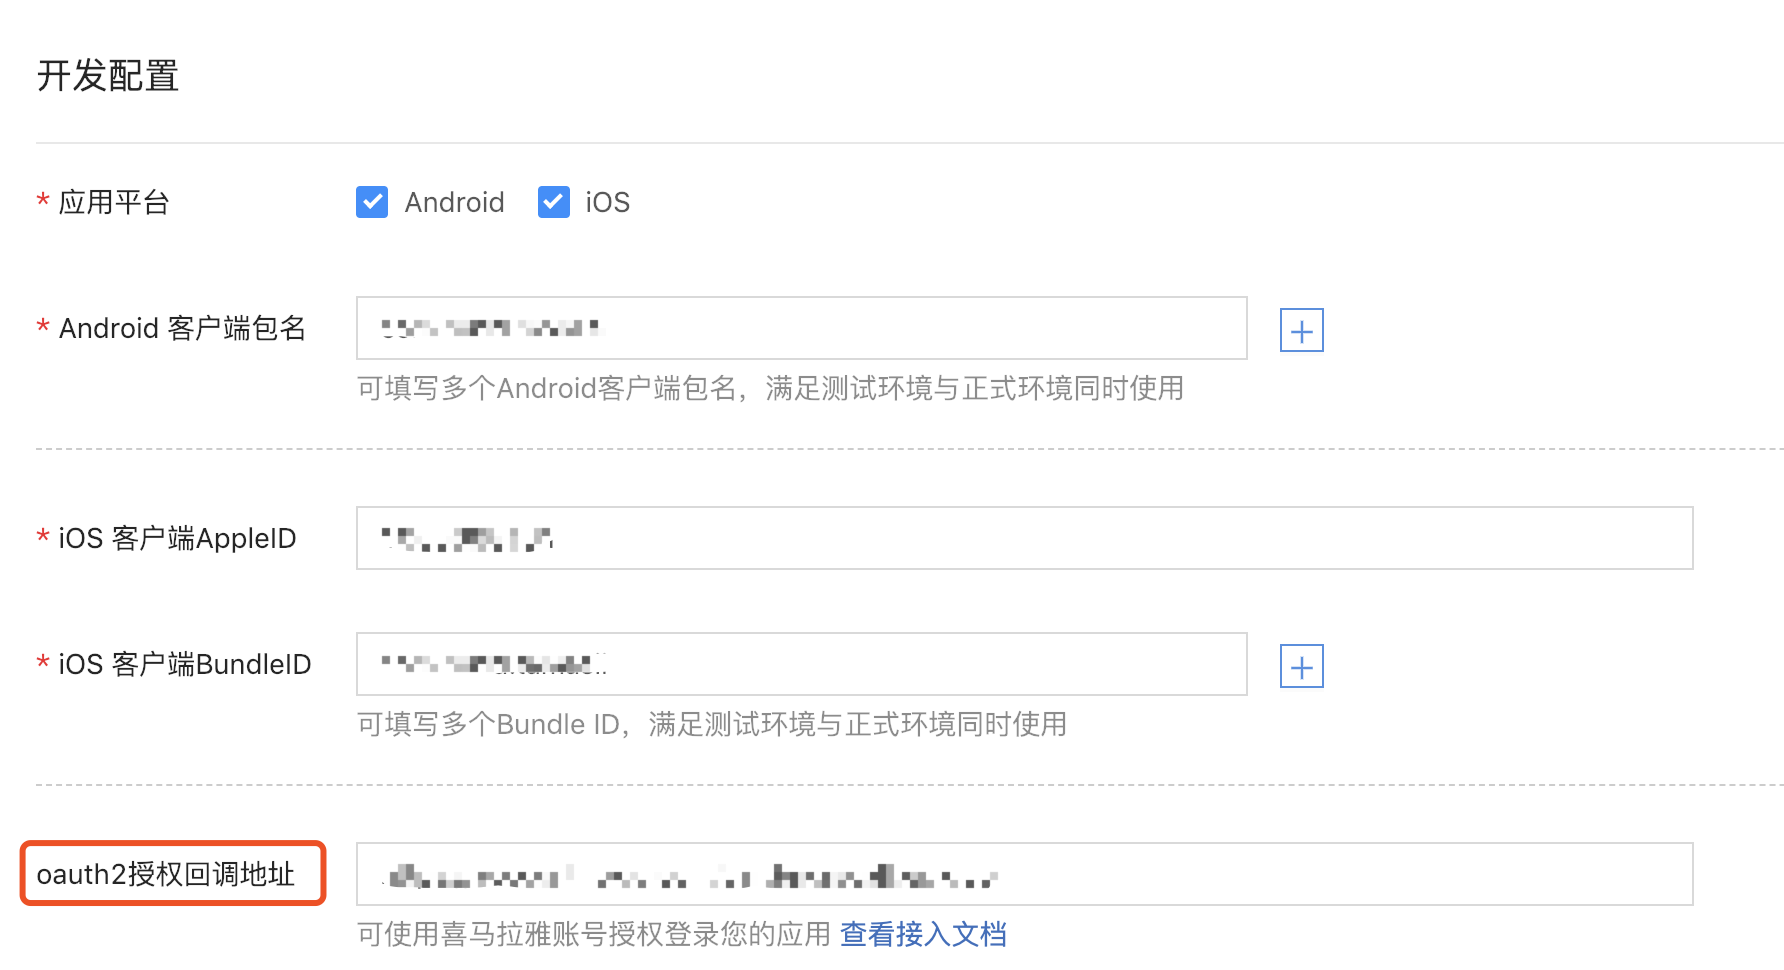 开发配置
* 应用平台 Android iOS
* Android 客户端包名
可填写多个Android客户端包名，满足测试环境与正式环境同时使用
* iOS 客户端AppleID
* iOS 客户端BundleID
可填写多个Bundle ID，满足测试环境与正式环境同时使用
oauth2授权回调地址
可使用喜马拉雅账号授权登录您的应用 查看接入文档